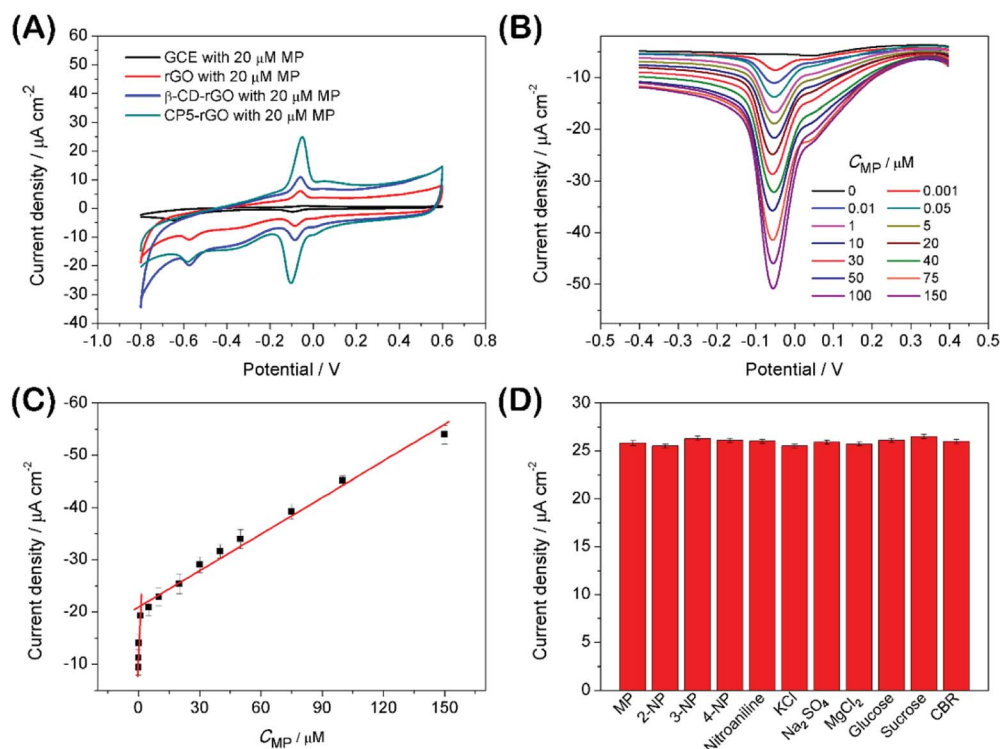 (A)
Current density / μA cm⁻²
60
50
40
30
20
10
0
-10
-20
-30
-40
GCE with 20 μM MP
rGO with 20 μM MP
β-CD-rGO with 20 μM MP
CP5-rGO with 20 μM MP
-1.0 -0.8 -0.6 -0.4 -0.2 0.0 0.2 0.4 0.6 0.8
Potential / V
(B)
Current density / μA cm⁻²
-10
-20
-30
-40
-50
C_MP / μM
0 0.001
0.01 0.05
1 5
10 20
30 40
50 75
100 150
-0.5 -0.4 -0.3 -0.2 -0.1 0.0 0.1 0.2 0.3 0.4 0.5
Potential / V
(C)
Current density / μA cm⁻²
-60
-50
-40
-30
-20
-10
0 30 60 90 120 150
C_MP / μM
(D)
Current density / μA cm⁻²
30
25
20
15
10
5
0
MP
2-NP
3-NP
4-NP
Nitroaniline
KCl
Na₂SO₄
MgCl₂
Glucose
Sucrose
CBR